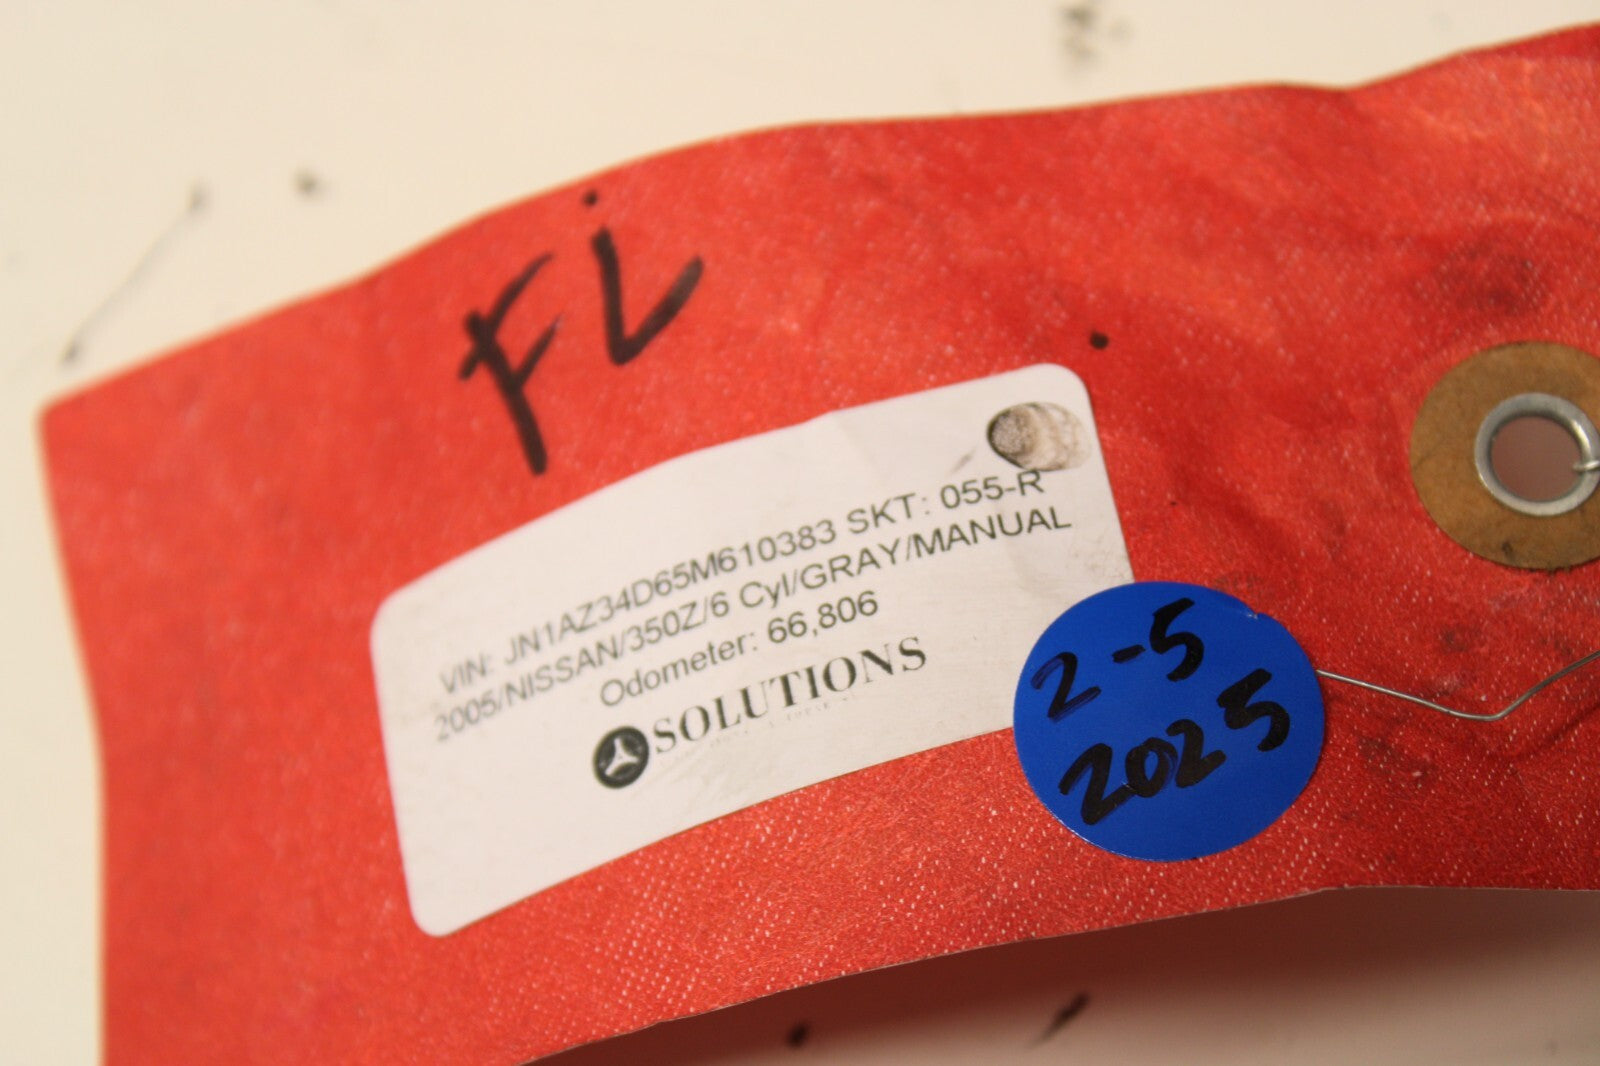 FL
VIN: JN1AZ34D65M610383 SKT: 055-R
2005/NISSAN/350Z/6 Cyl/GRAY/MANUAL
Odometer: 66,806
SOLUTIONS
2-5
2025